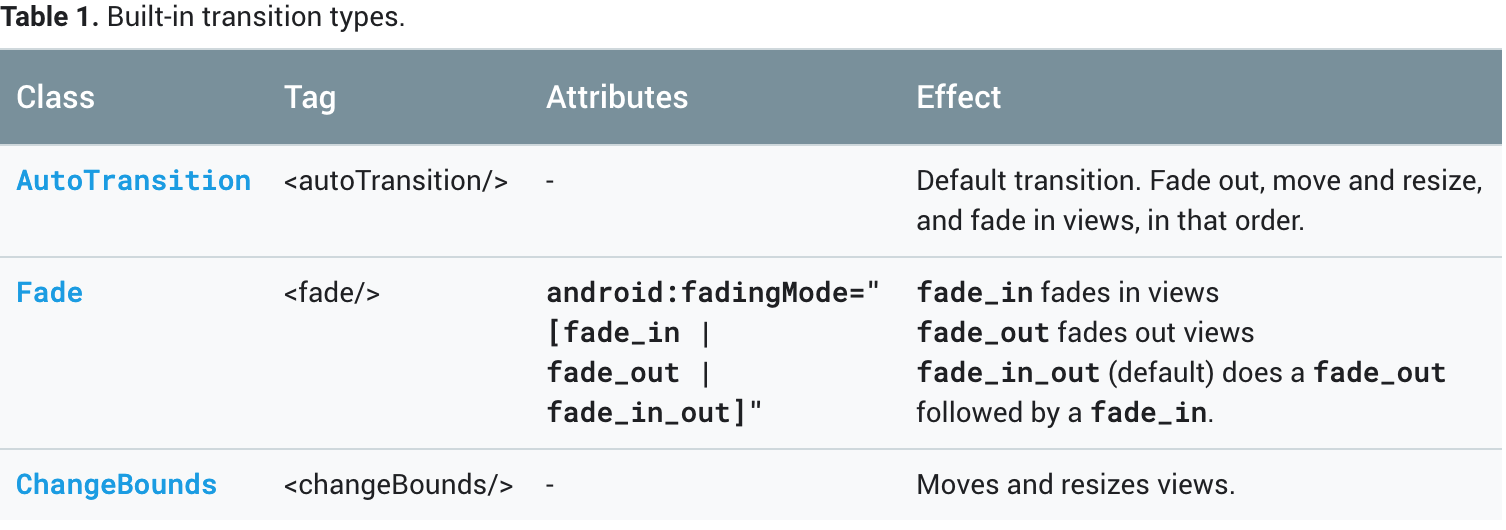 Table 1. Built-in transition types.
Class Tag Attributes Effect
AutoTransition <autoTransition/> - Default transition. Fade out, move and resize,
and fade in views, in that order.
Fade <fade/> android:fadingMode=" fade_in fades in views
[fade_in | fade_out fades out views
fade_out | fade_in_out (default) does a fade_out
fade_in_out]" followed by a fade_in.
ChangeBounds <changeBounds/> - Moves and resizes views.